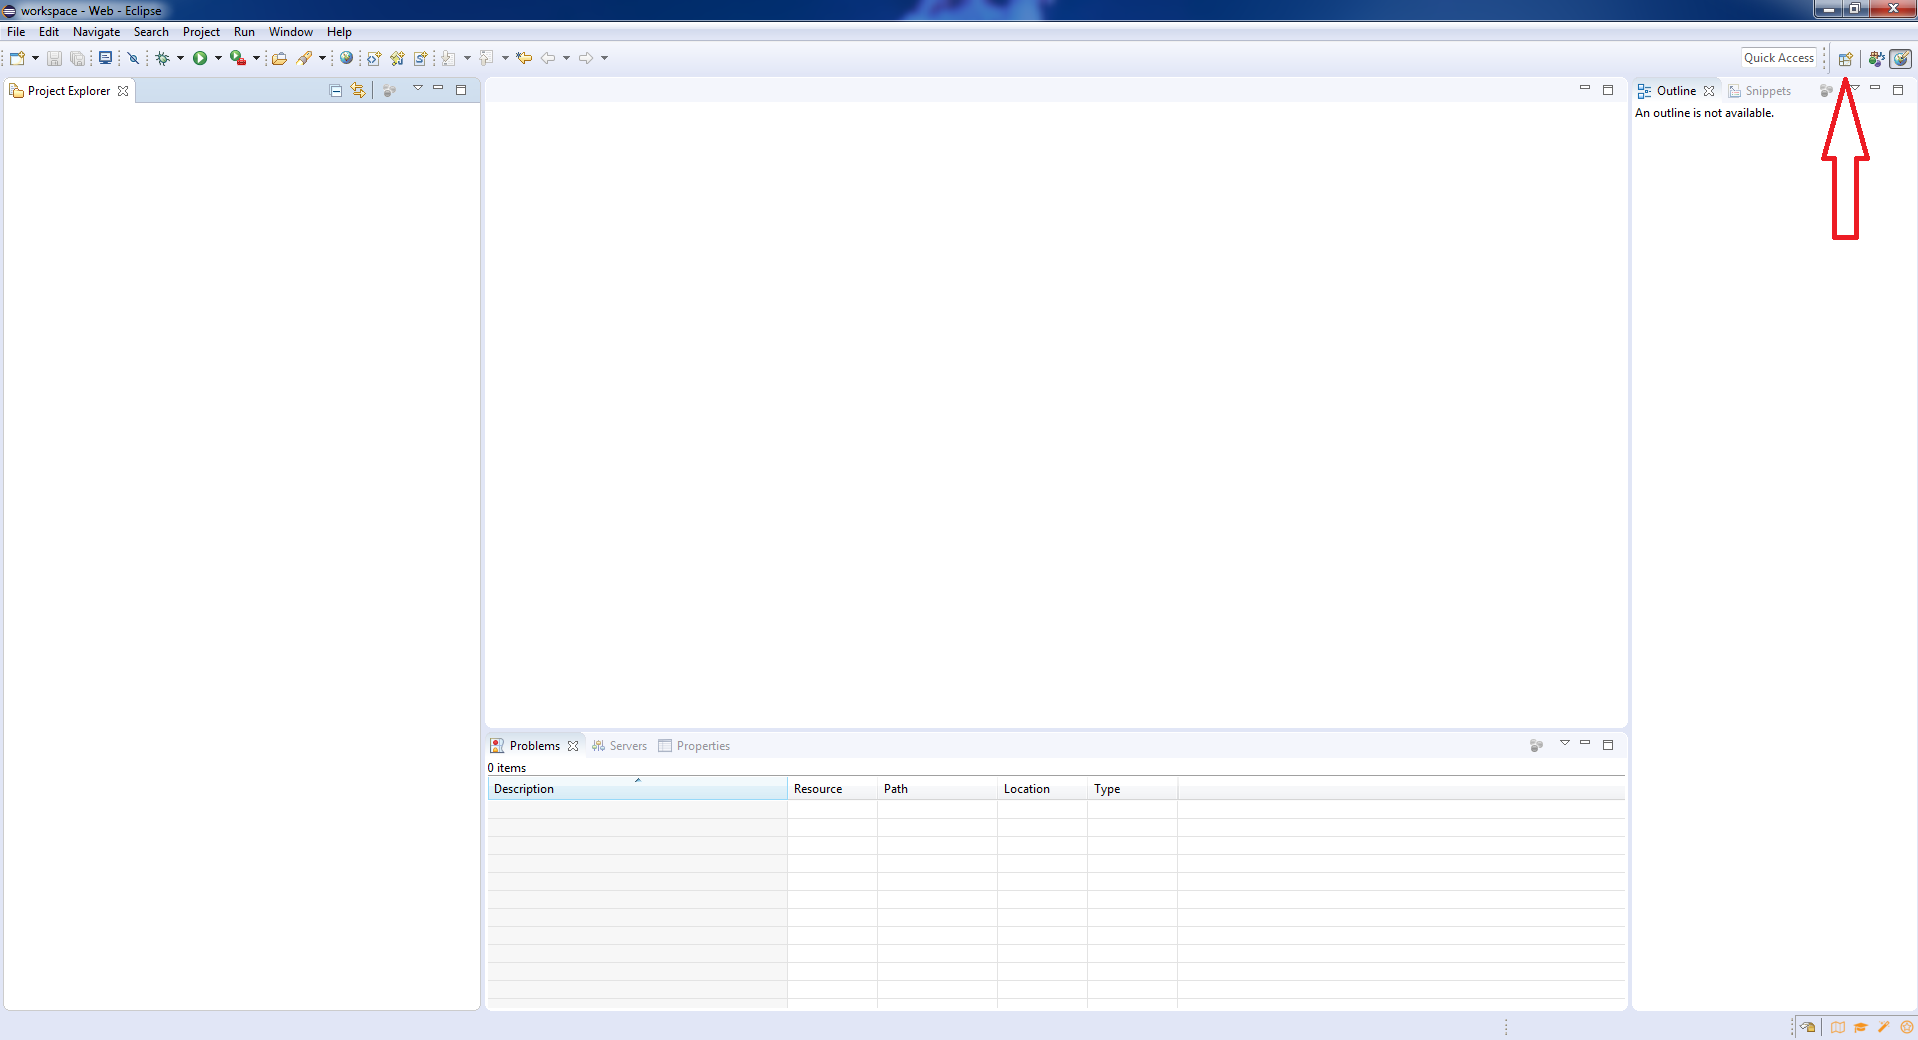 workspace - Web - Eclipse
File Edit Navigate Search Project Run Window Help
Quick Access
Project Explorer
Outline Snippets
An outline is not available.
Problems Servers Properties
0 items
Description Resource Path Location Type